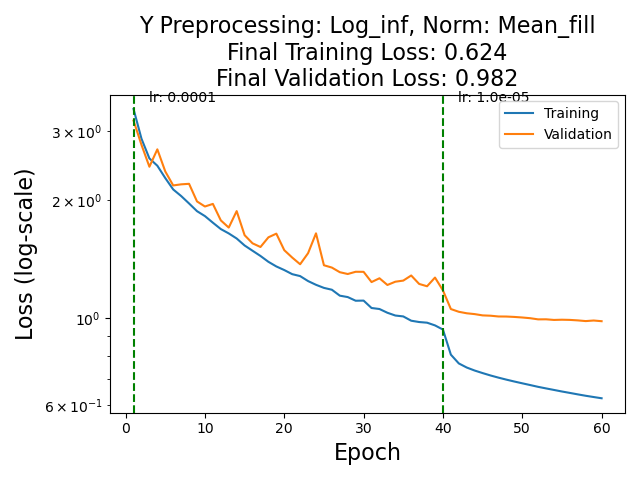 Y Preprocessing: Log_inf, Norm: Mean_fill
Final Training Loss: 0.624
Final Validation Loss: 0.982
lr: 0.0001
lr: 1.0e-05
Training
Validation
3 × 10⁰
2 × 10⁰
10⁰
6 × 10⁻¹
Loss (log-scale)
0 10 20 30 40 50 60
Epoch